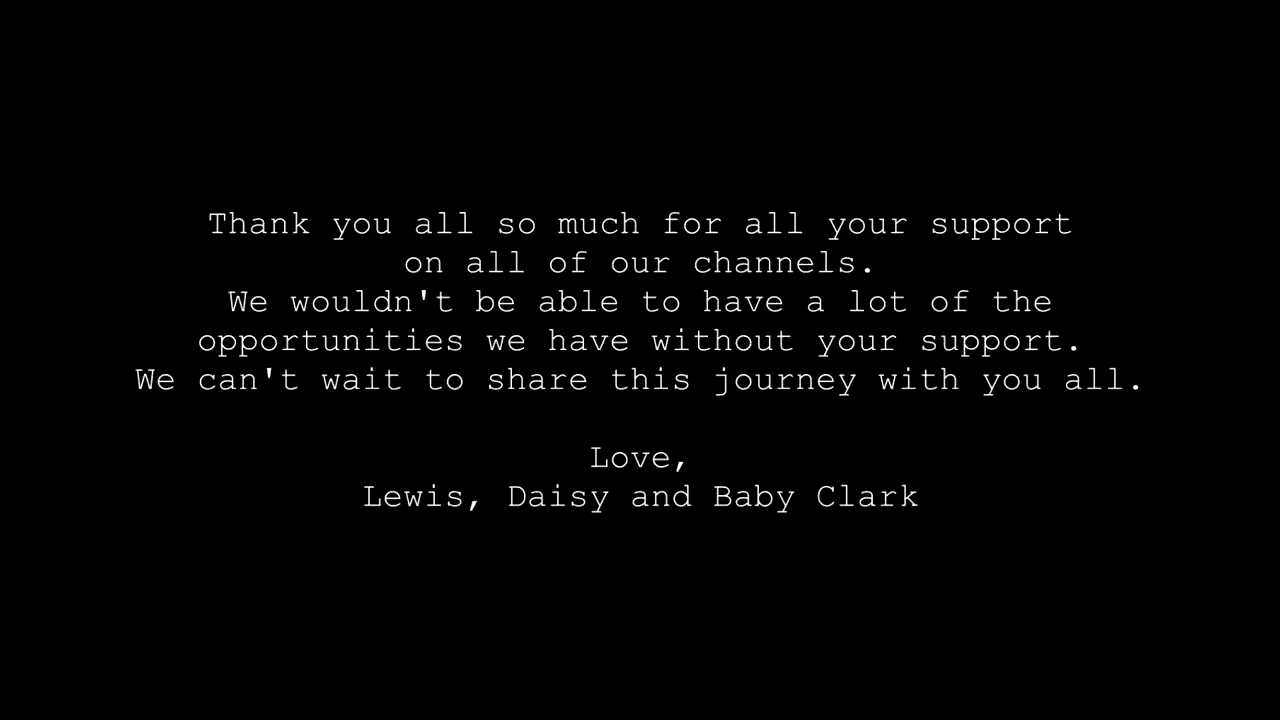 Thank you all so much for all your support
on all of our channels.
We wouldn't be able to have a lot of the
opportunities we have without your support.
We can't wait to share this journey with you all.
Love,
Lewis, Daisy and Baby Clark